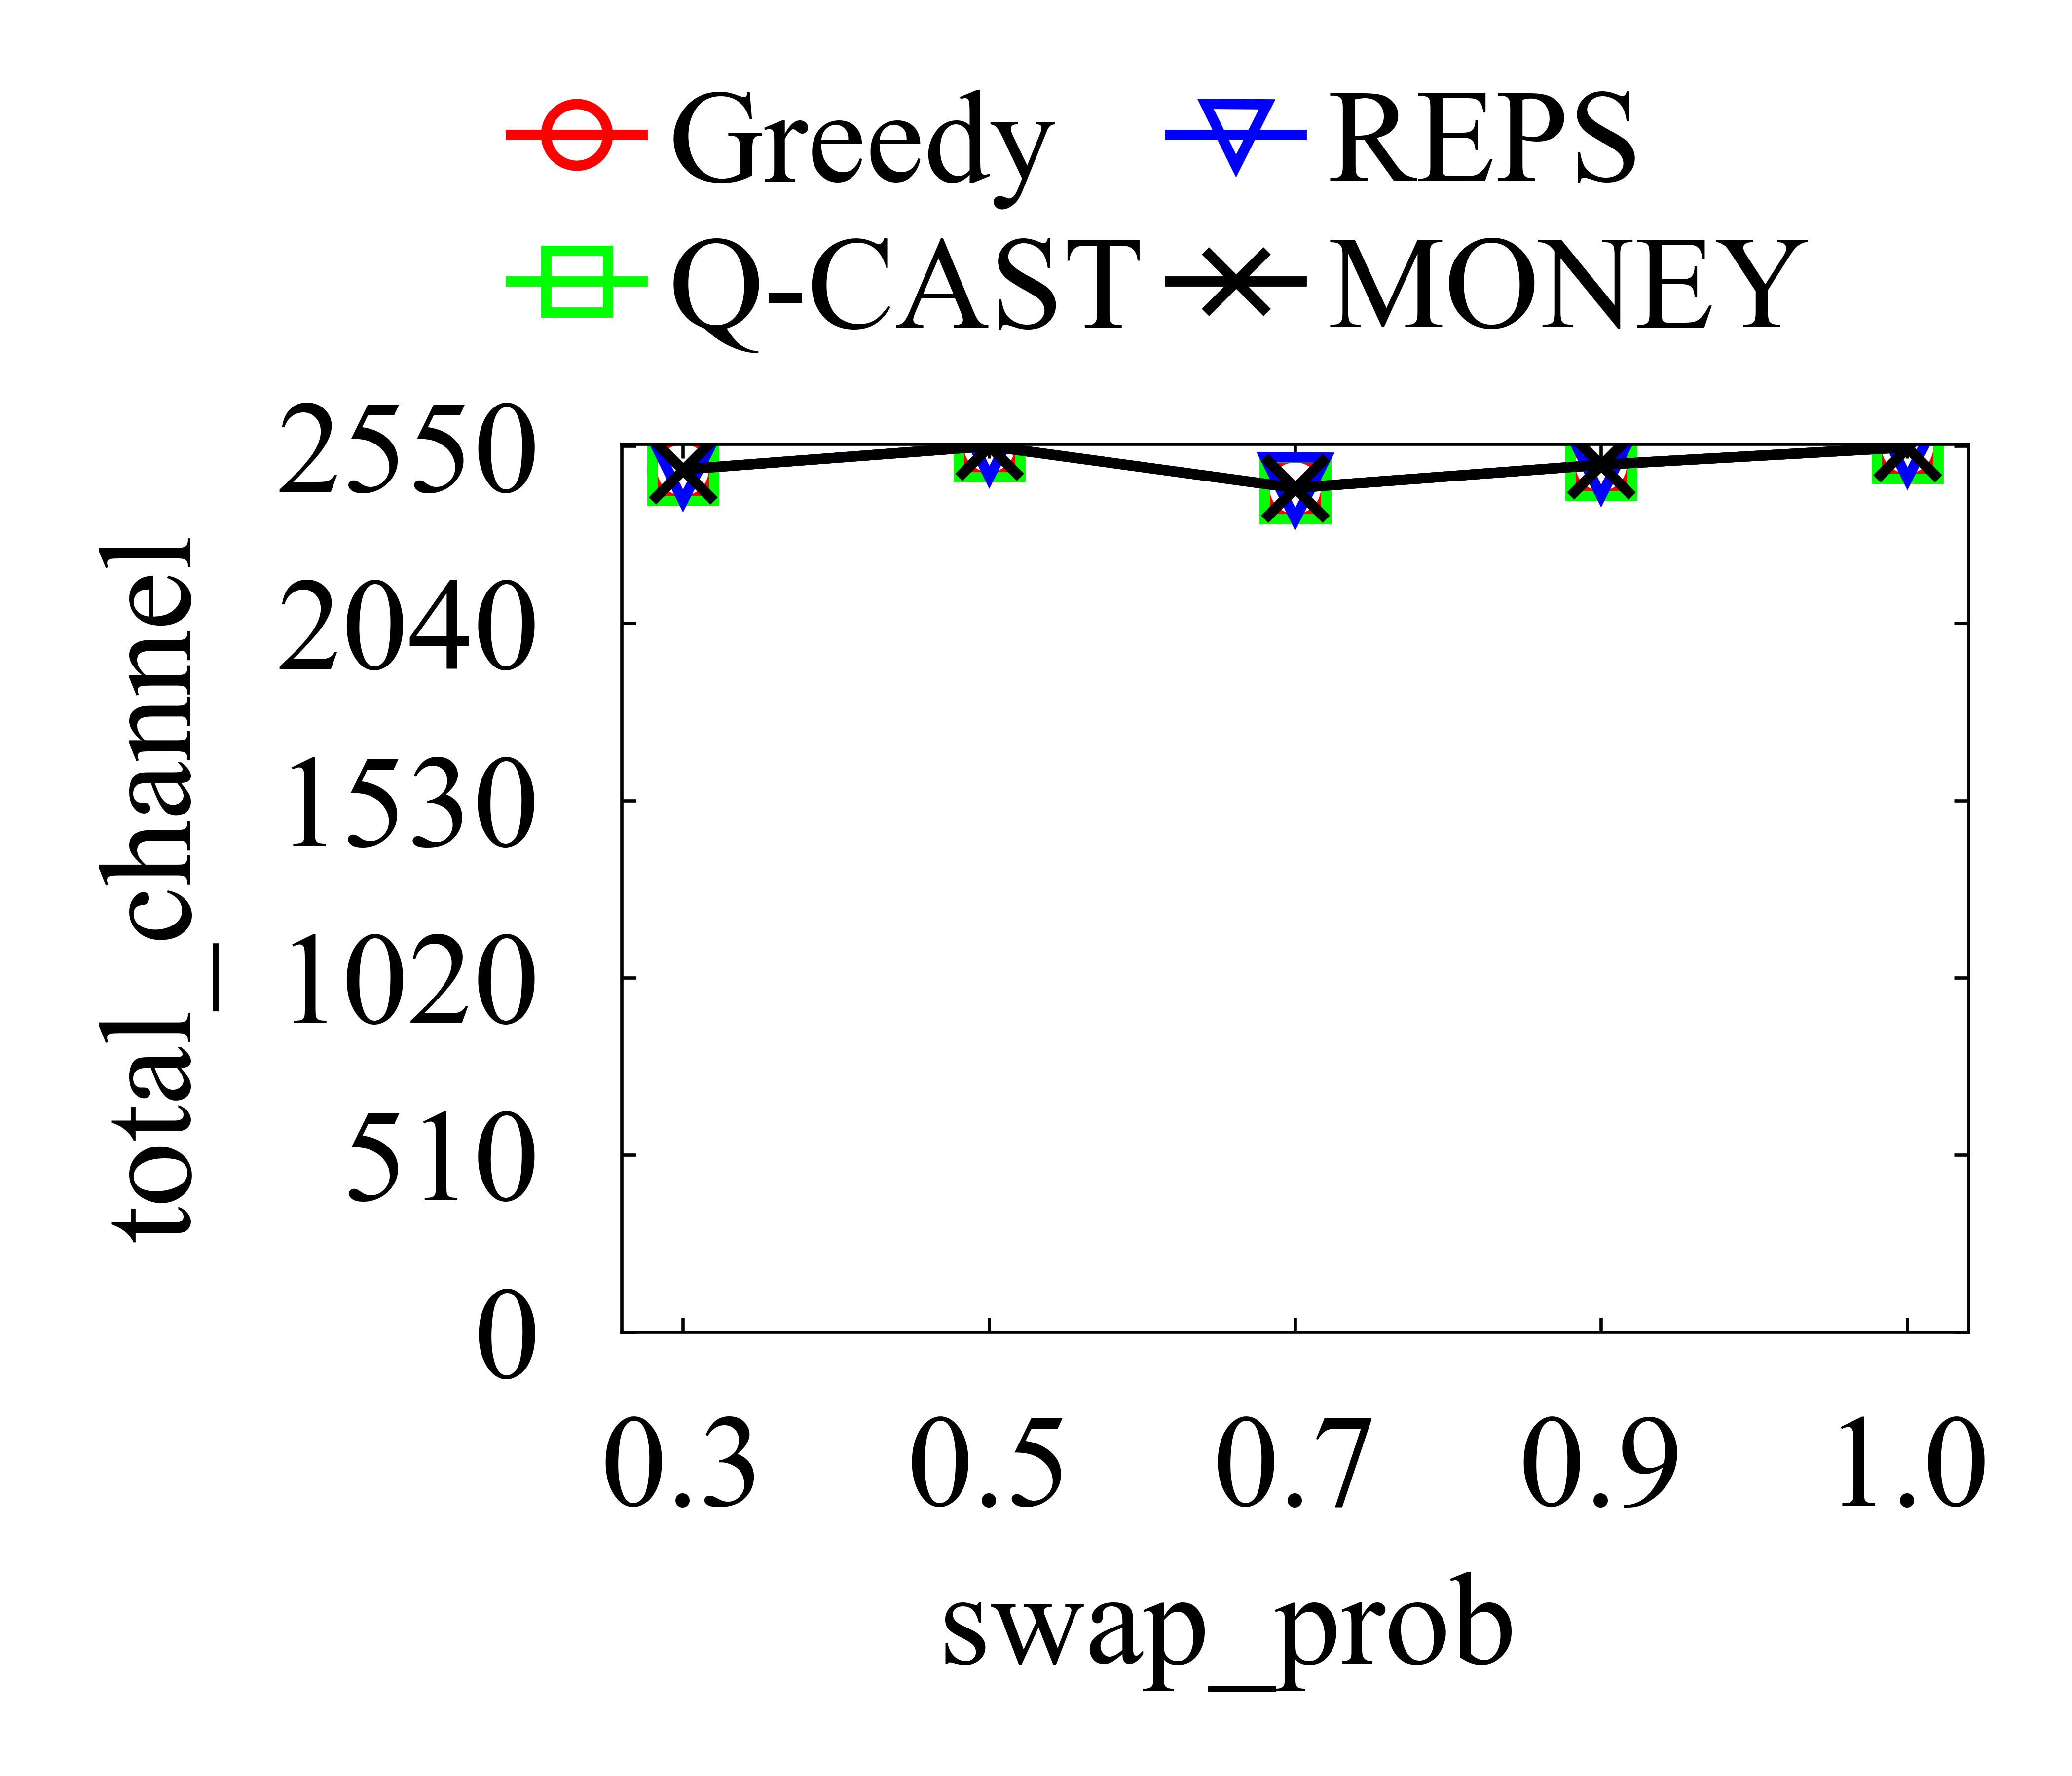 Greedy REPS
Q-CAST MONEY
2550
2040
1530
1020
510
0
total_channel
0.3 0.5 0.7 0.9 1.0
swap_prob